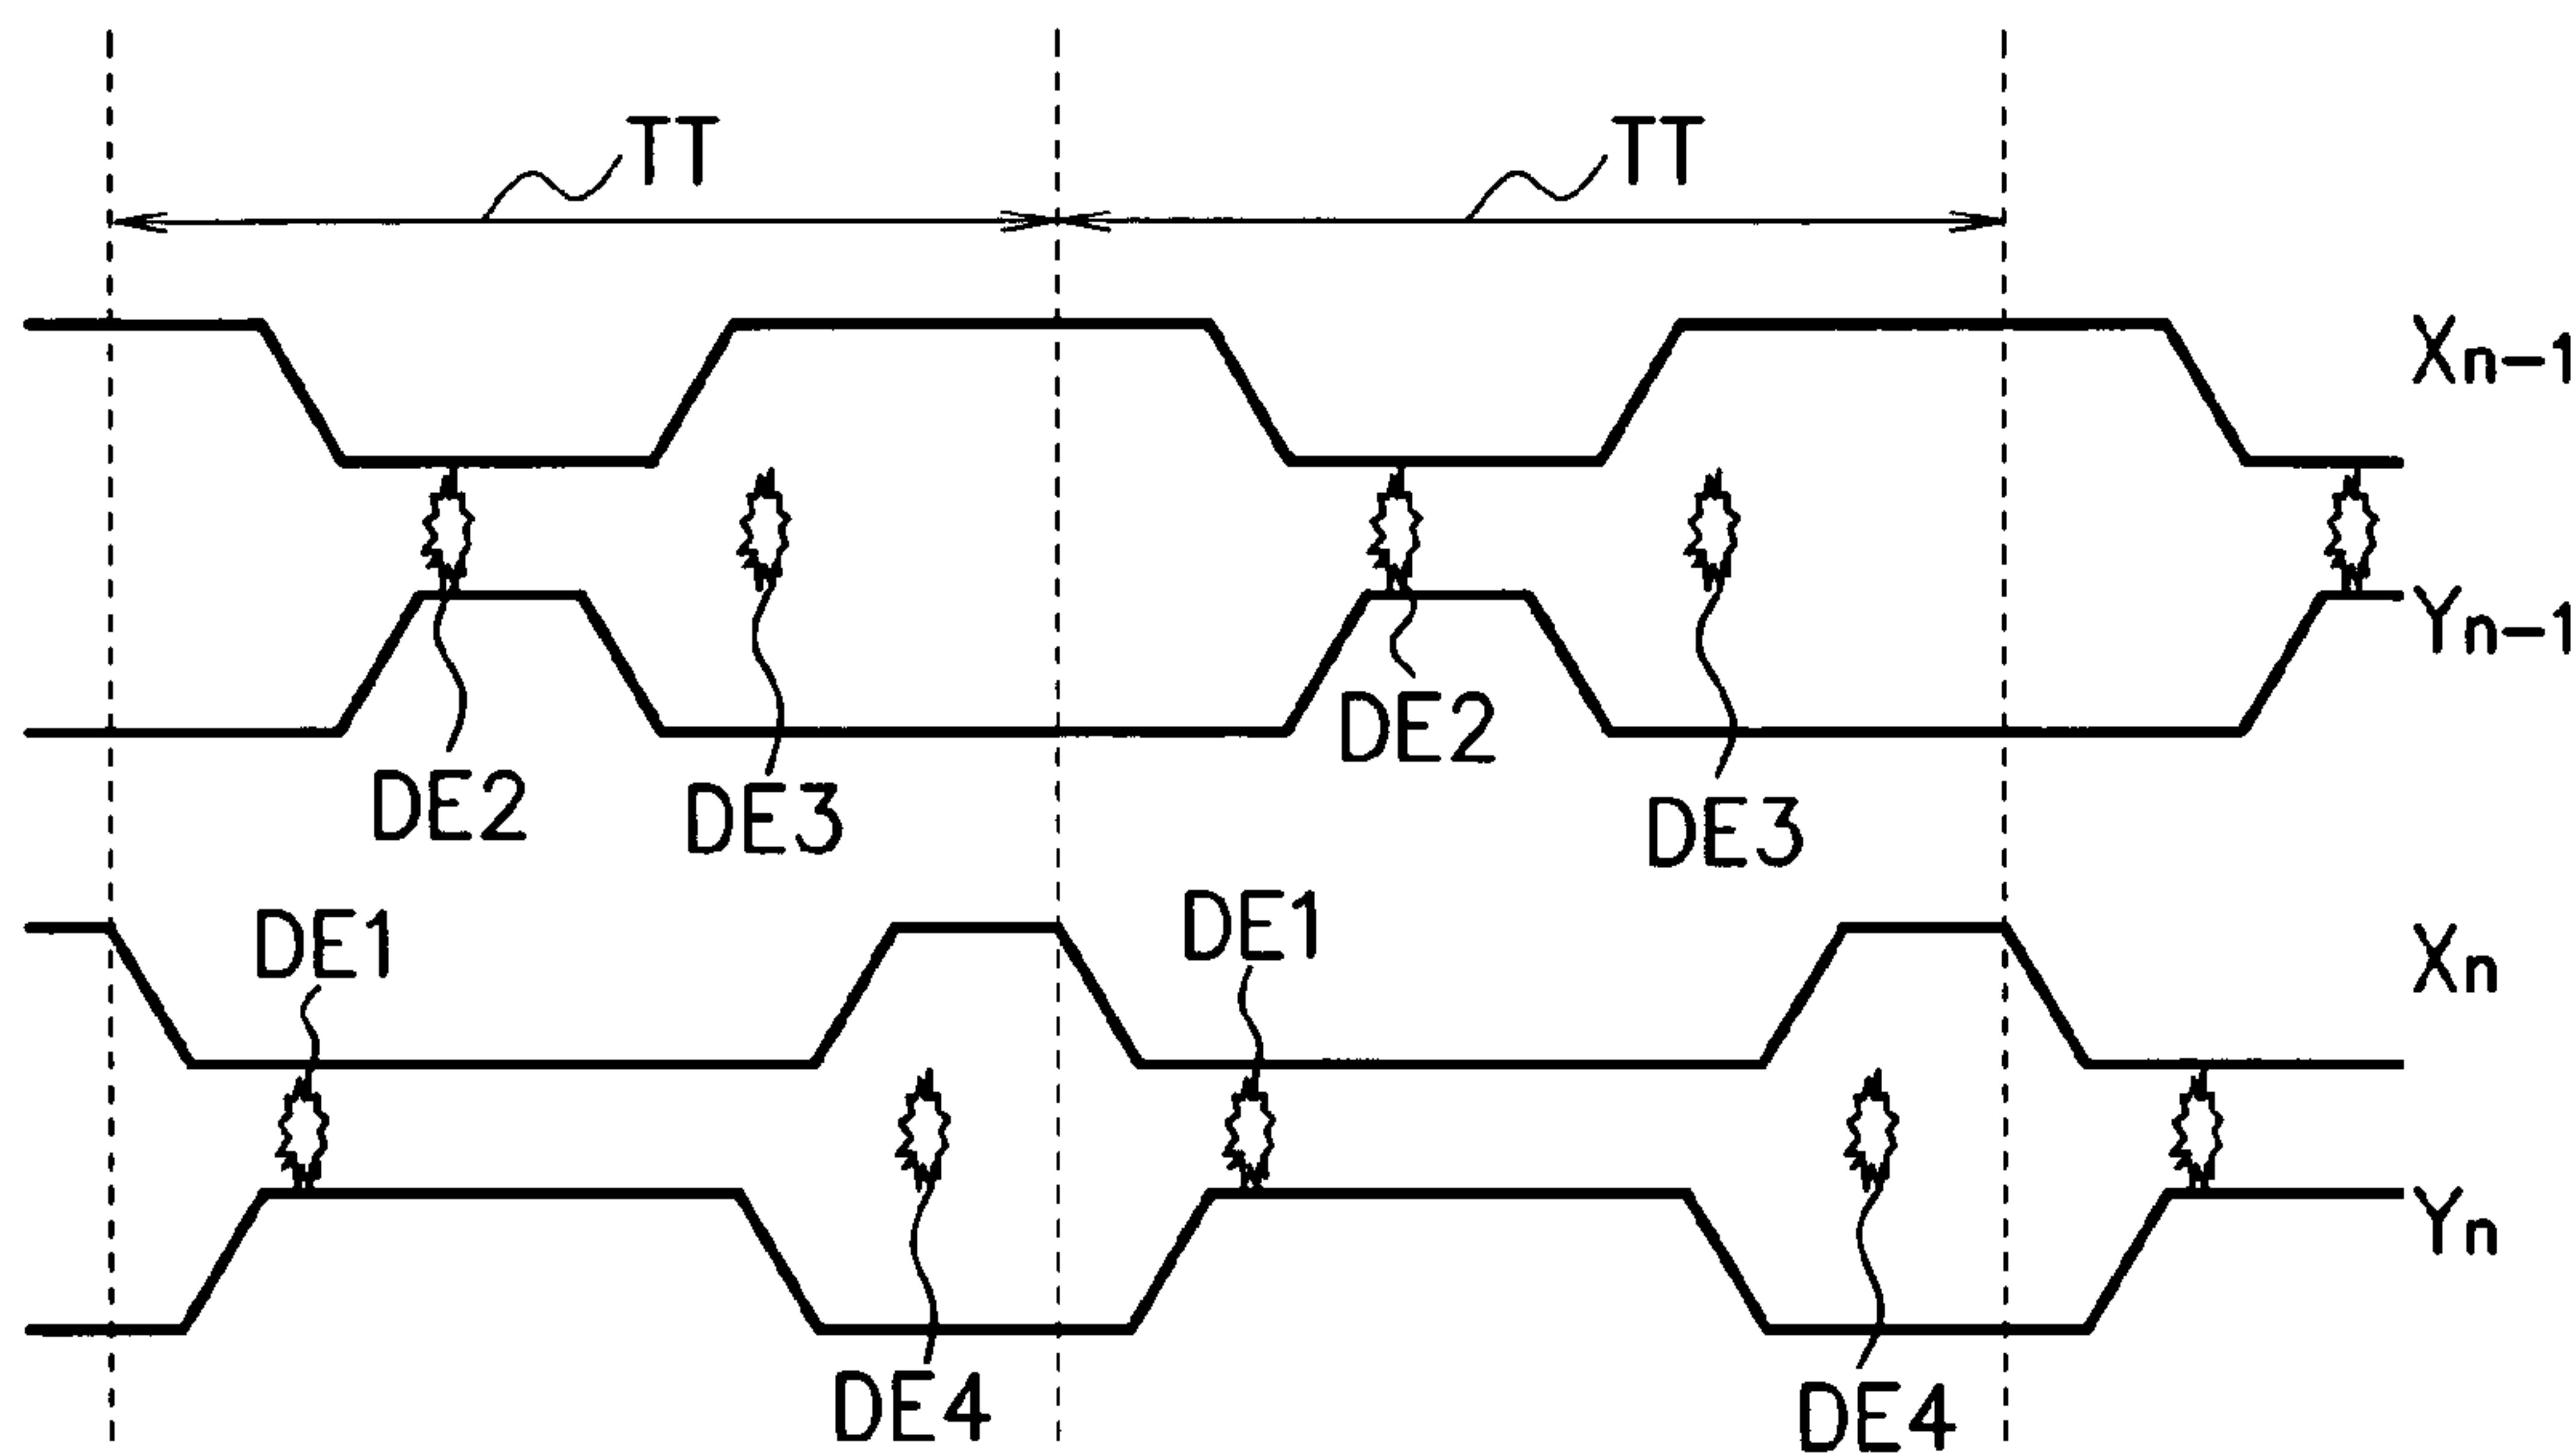 TT TT
Xn-1
Yn-1
DE2 DE3 DE2 DE3
DE1 DE1
Xn
Yn
DE4 DE4